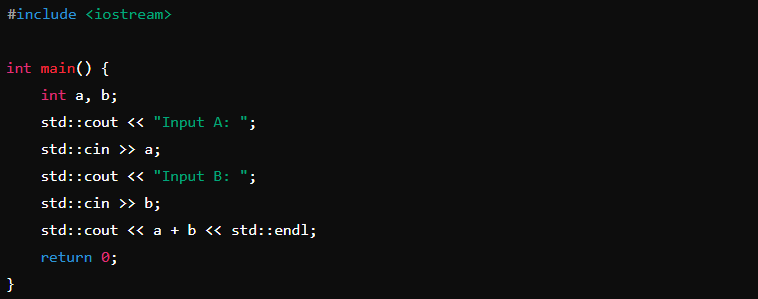 #include <iostream>
int main() {
    int a, b;
    std::cout << "Input A: ";
    std::cin >> a;
    std::cout << "Input B: ";
    std::cin >> b;
    std::cout << a + b << std::endl;
    return 0;
}